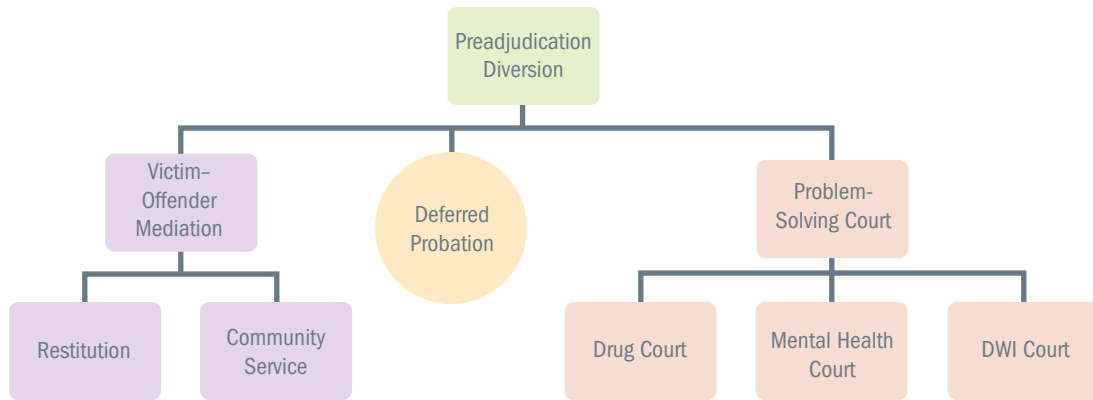 Preadjudication
Diversion
Victim–
Offender
Mediation
Deferred
Probation
Problem-
Solving Court
Restitution
Community
Service
Drug Court
Mental Health
Court
DWI Court